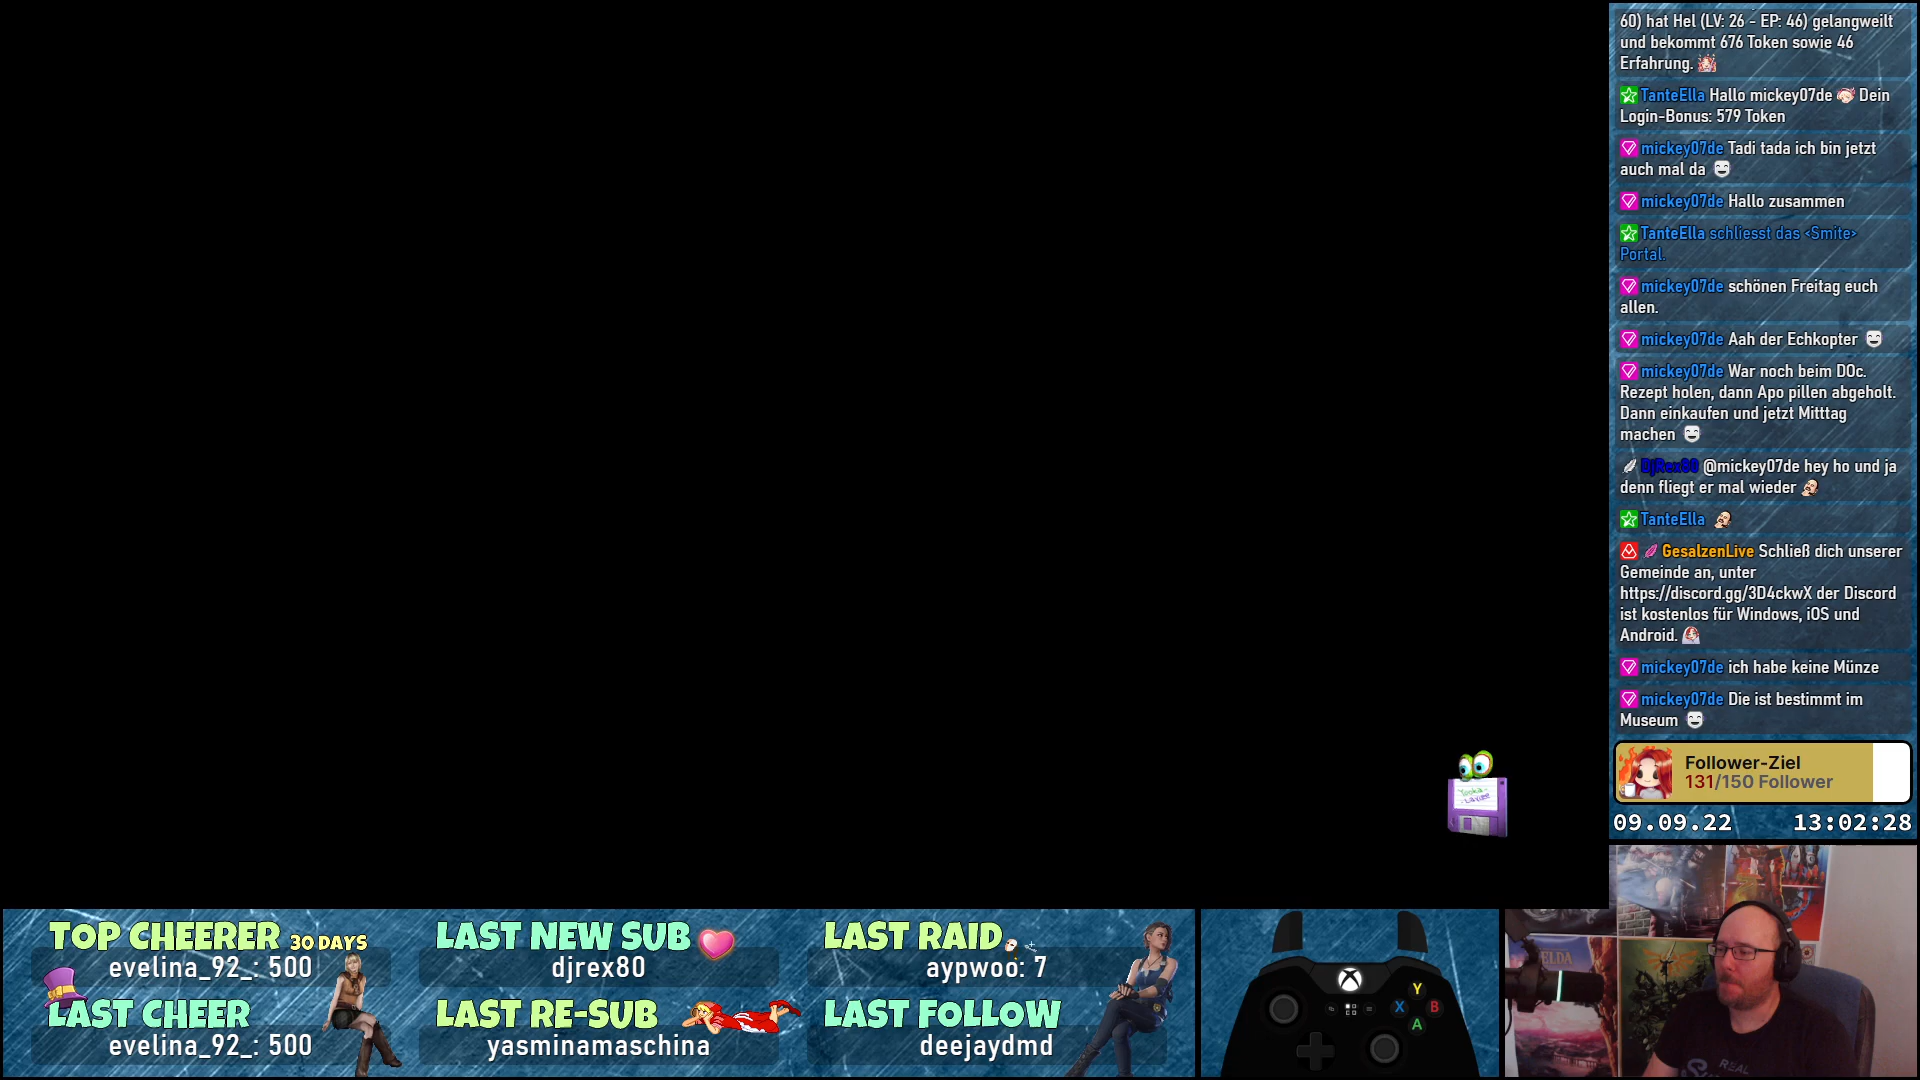 60) hat Hel (LV: 26 - EP: 46) gelangweilt
und bekommt 676 Token sowie 46
Erfahrung.
TanteElla Hallo mickey07de Dein
Login-Bonus: 579 Token
mickey07de Tadi tada ich bin jetzt
auch mal da
mickey07de Hallo zusammen
TanteElla schliesst das <Smite>
Portal.
mickey07de schönen Freitag euch
allen.
mickey07de Aah der Echkopter
mickey07de War noch beim DOc.
Rezept holen, dann Apo pillen abgeholt.
Dann einkaufen und jetzt Mitttag
machen
DjRex80 @mickey07de hey ho und ja
denn fliegt er mal wieder
TanteElla
GesalzenLive Schließ dich unserer
Gemeinde an, unter
https://discord.gg/3D4ckwX der Discord
ist kostenlos für Windows, iOS und
Android.
mickey07de ich habe keine Münze
mickey07de Die ist bestimmt im
Museum
Follower-Ziel
131/150 Follower
09.09.22 13:02:28
Yooka-
Laylee
TOP CHEERER 30 DAYS
evelina_92_: 500
LAST CHEER
evelina_92_: 500
LAST NEW SUB
djrex80
LAST RE-SUB
yasminamaschina
LAST RAID
aypwoo: 7
LAST FOLLOW
deejaydmd
Y
X
B
A
ZELDA
REAL